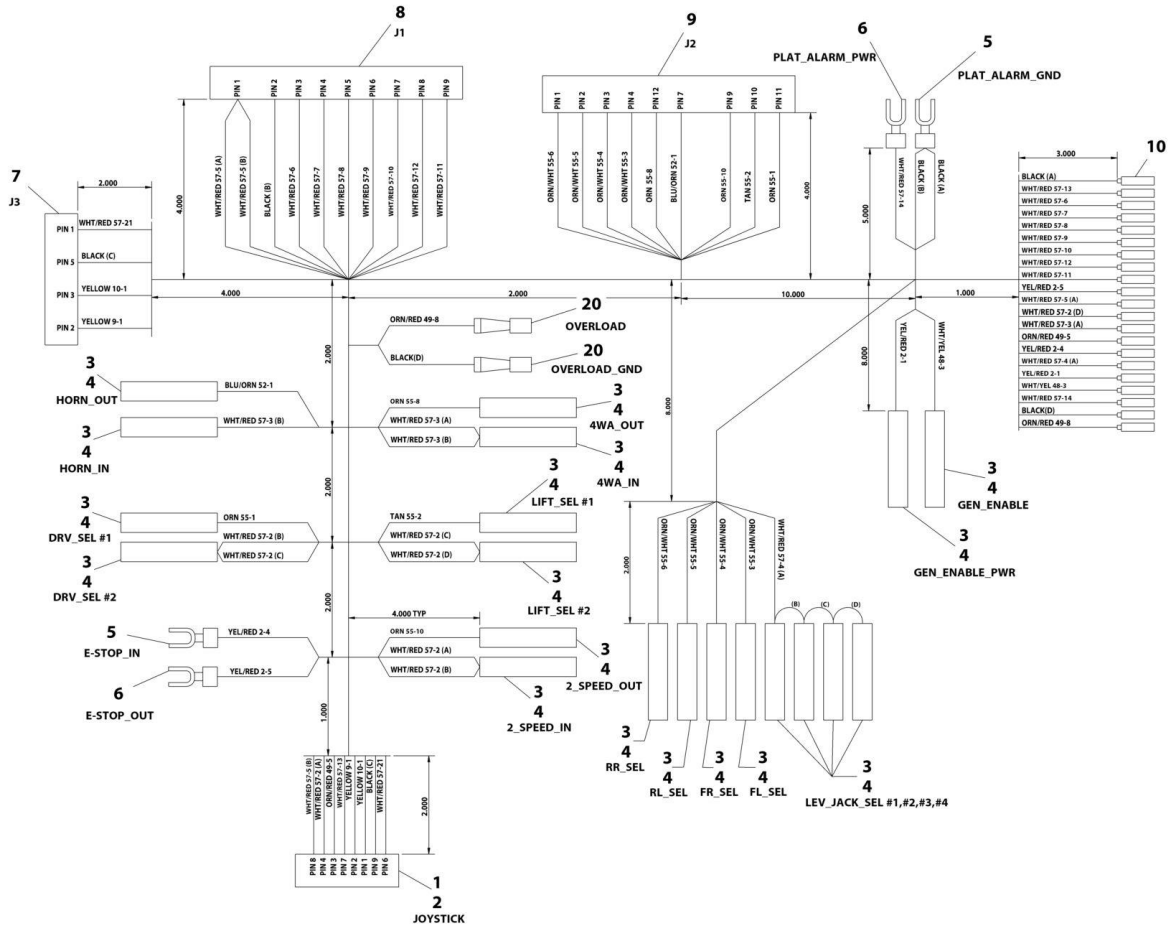 8
J1
PIN 1
PIN 2
PIN 3
PIN 4
PIN 5
PIN 6
PIN 7
PIN 8
PIN 9
WHT/RED 57-5 (A)
WHT/RED 57-5 (B)
BLACK (B)
WHT/RED 57-6
WHT/RED 57-7
WHT/RED 57-8
WHT/RED 57-9
WHT/RED 57-10
WHT/RED 57-12
WHT/RED 57-11
4.000
9
J2
PIN 1
PIN 2
PIN 3
PIN 4
PIN 12
PIN 7
PIN 9
PIN 10
PIN 11
ORN/WHT 55-6
ORN/WHT 55-5
ORN/WHT 55-4
ORN/WHT 55-3
ORN 55-8
BLU/ORN 52-1
ORN 55-10
TAN 55-2
ORN 55-1
4.000
6
PLAT_ALARM_PWR
5
PLAT_ALARM_GND
WHT/RED 57-14
BLACK (B)
BLACK (A)
5.000
10
3.000
BLACK (A)
WHT/RED 57-13
WHT/RED 57-6
WHT/RED 57-7
WHT/RED 57-8
WHT/RED 57-9
WHT/RED 57-10
WHT/RED 57-12
WHT/RED 57-11
YEL/RED 2-5
WHT/RED 57-5 (A)
WHT/RED 57-2 (D)
WHT/RED 57-3 (A)
ORN/RED 49-5
YEL/RED 2-4
WHT/RED 57-4 (A)
YEL/RED 2-1
WHT/YEL 48-3
WHT/RED 57-14
BLACK(D)
ORN/RED 49-8
7
J3
2.000
PIN 1
WHT/RED 57-21
PIN 5
BLACK (C)
PIN 3
YELLOW 10-1
PIN 2
YELLOW 9-1
4.000
2.000
10.000
1.000
2.000
ORN/RED 49-8
20
OVERLOAD
BLACK(D)
20
OVERLOAD_GND
3
4
HORN_OUT
BLU/ORN 52-1
3
4
HORN_IN
WHT/RED 57-3 (B)
ORN 55-8
WHT/RED 57-3 (A)
WHT/RED 57-3 (B)
3
4
4WA_OUT
3
4
4WA_IN
2.000
3
4
DRV_SEL #1
ORN 55-1
WHT/RED 57-2 (B)
WHT/RED 57-2 (C)
3
4
DRV_SEL #2
TAN 55-2
WHT/RED 57-2 (C)
WHT/RED 57-2 (D)
3
4
LIFT_SEL #1
3
4
LIFT_SEL #2
2.000
5
E-STOP_IN
YEL/RED 2-4
YEL/RED 2-5
6
E-STOP_OUT
4.000 TYP
ORN 55-10
WHT/RED 57-2 (A)
WHT/RED 57-2 (B)
3
4
2_SPEED_OUT
3
4
2_SPEED_IN
1.000
WHT/RED 57-5 (B)
WHT/RED 57-2 (A)
ORN/RED 49-5
WHT/RED 57-13
YELLOW 9-1
YELLOW 10-1
BLACK (C)
WHT/RED 57-21
2.000
PIN 8
PIN 4
PIN 3
PIN 7
PIN 2
PIN 1
PIN 9
PIN 6
1
2
JOYSTICK
8.000
2.000
ORN/WHT 55-6
ORN/WHT 55-5
ORN/WHT 55-4
ORN/WHT 55-3
WHT/RED 57-4 (A)
(B)
(C)
(D)
3
4
RR_SEL
3
4
RL_SEL
3
4
FR_SEL
3
4
FL_SEL
3
4
LEV_JACK_SEL #1,#2,#3,#4
8.000
YEL/RED 2-1
WHT/YEL 48-3
3
4
GEN_ENABLE
3
4
GEN_ENABLE_PWR